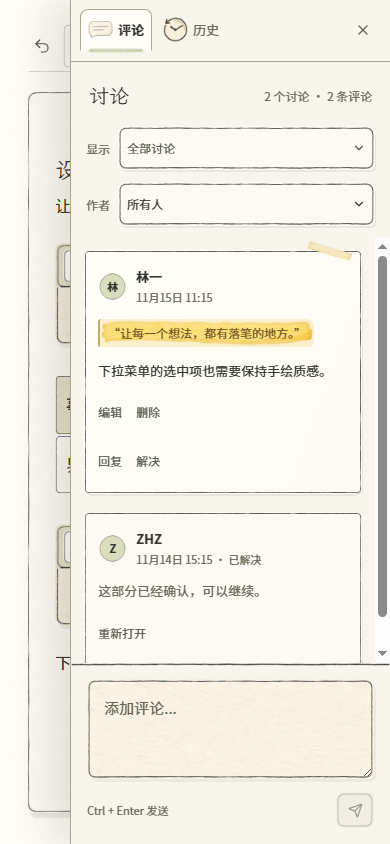 评论
历史
讨论
2 个讨论 · 2 条评论
显示
全部讨论
作者
所有人
林
林一
11月15日 11:15
“让每一个想法，都有落笔的地方。”
下拉菜单的选中项也需要保持手绘质感。
编辑 删除
回复 解决
Z
ZHZ
11月14日 15:15 · 已解决
这部分已经确认，可以继续。
重新打开
添加评论...
Ctrl + Enter 发送
让
下